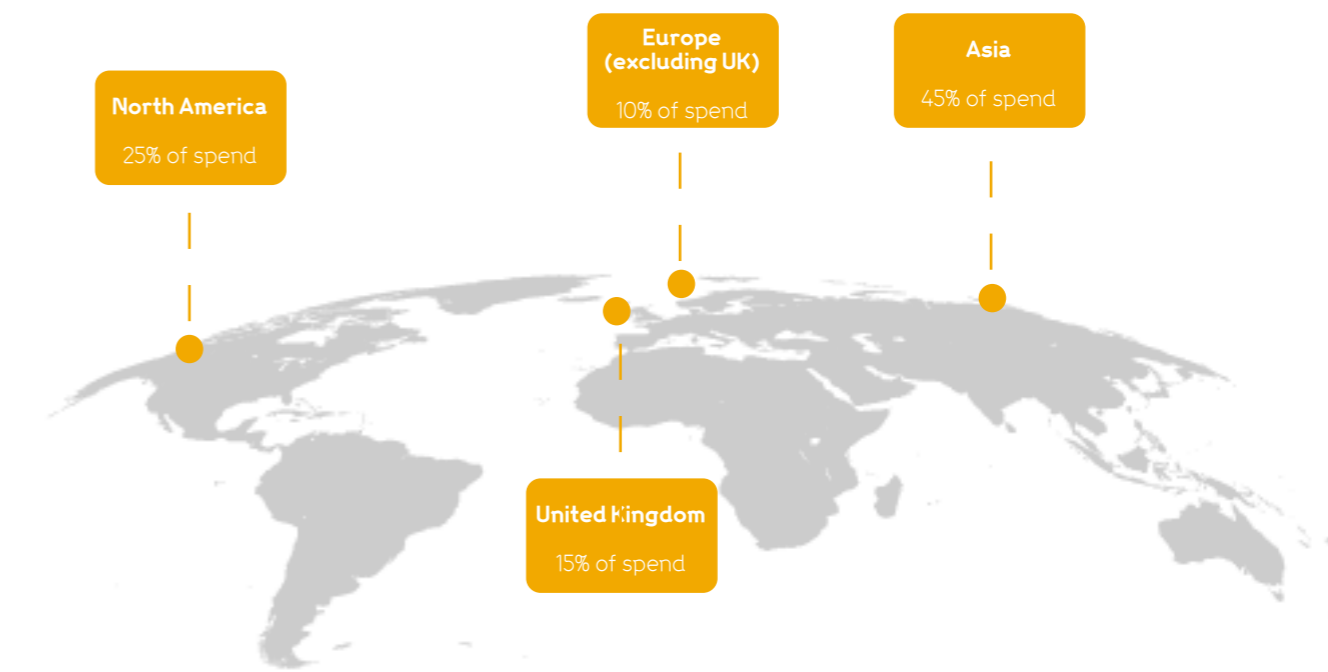 North America
25% of spend
Europe
(excluding UK)
10% of spend
Asia
45% of spend
United Kingdom
15% of spend